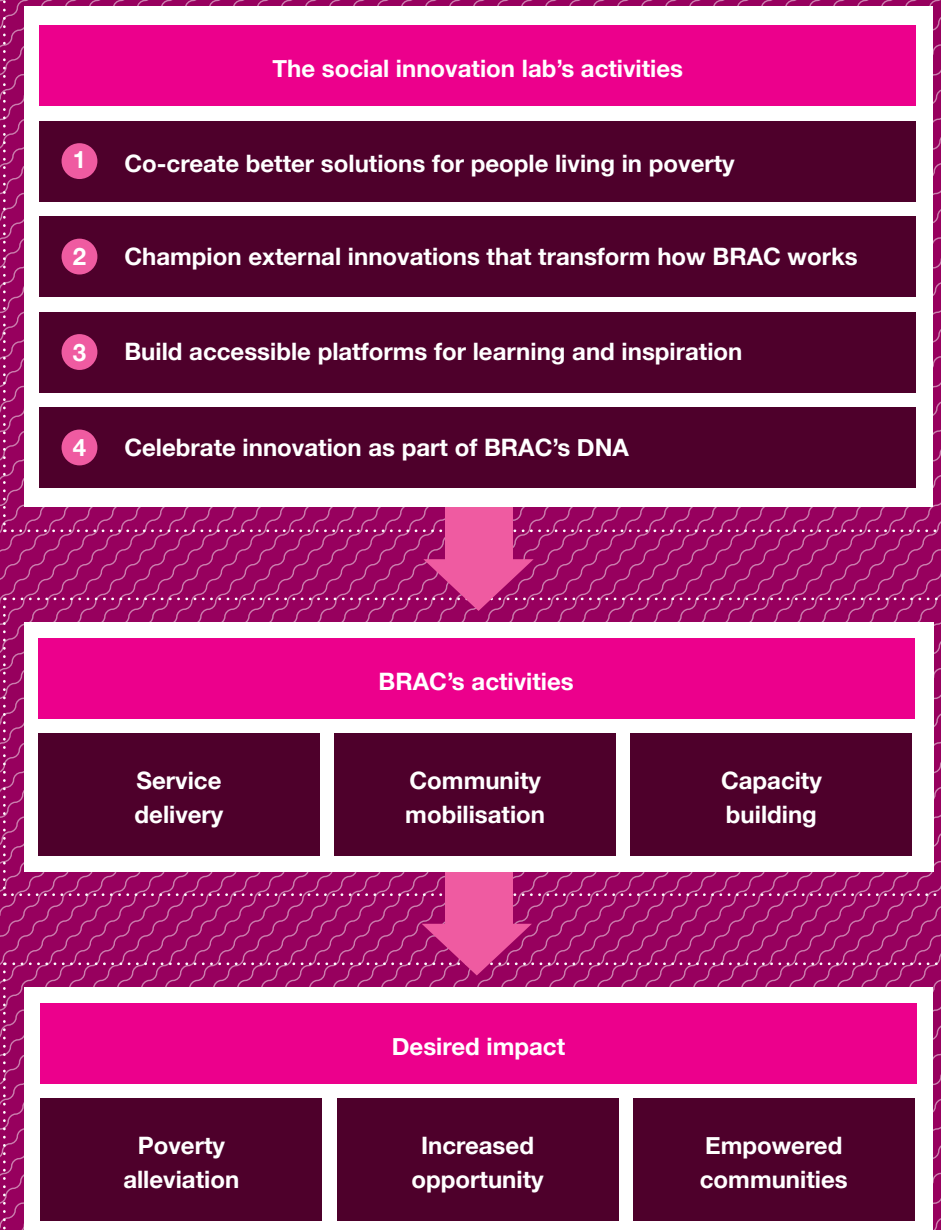 The social innovation lab’s activities
1 Co-create better solutions for people living in poverty
2 Champion external innovations that transform how BRAC works
3 Build accessible platforms for learning and inspiration
4 Celebrate innovation as part of BRAC’s DNA
BRAC’s activities
Service
delivery
Community
mobilisation
Capacity
building
Desired impact
Poverty
alleviation
Increased
opportunity
Empowered
communities